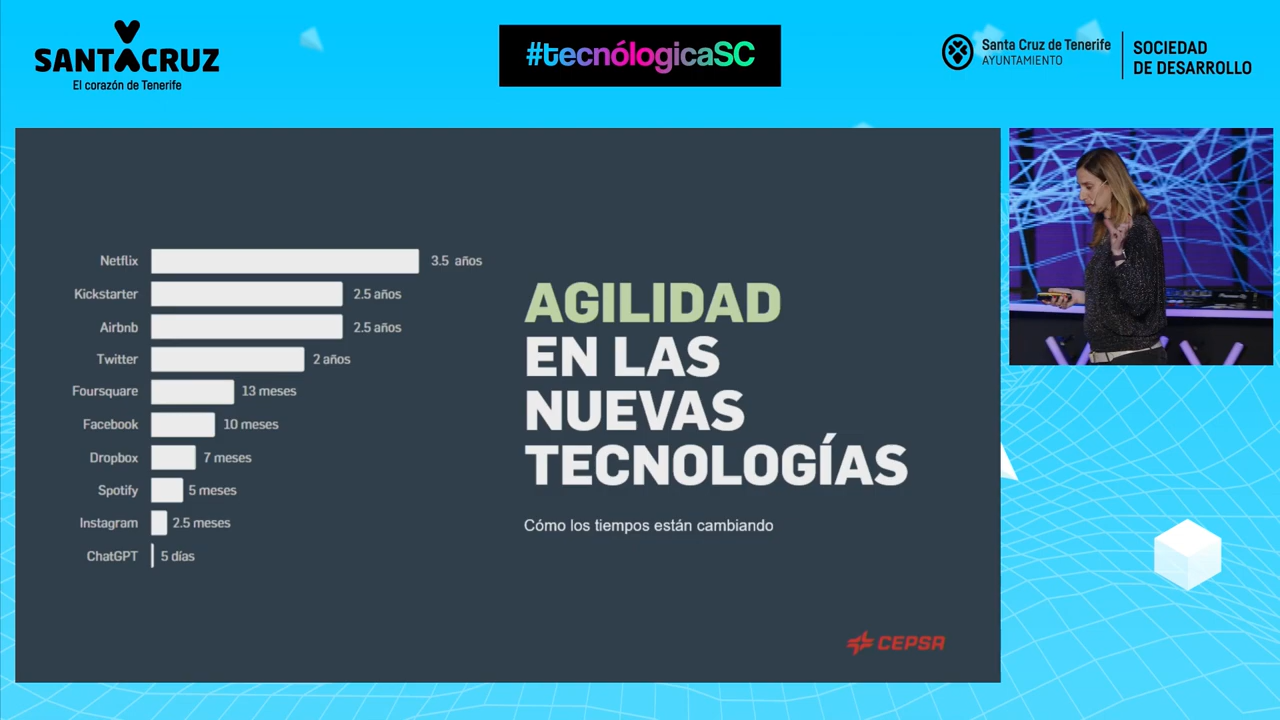 SANTACRUZ
El corazón de Tenerife
#tecnólogicaSC
Santa Cruz de Tenerife
AYUNTAMIENTO
SOCIEDAD
DE DESARROLLO
Netflix 3.5 años
Kickstarter 2.5 años
Airbnb 2.5 años
Twitter 2 años
Foursquare 13 meses
Facebook 10 meses
Dropbox 7 meses
Spotify 5 meses
Instagram 2.5 meses
ChatGPT 5 días
AGILIDAD
EN LAS
NUEVAS
TECNOLOGÍAS
Cómo los tiempos están cambiando
CEPSA